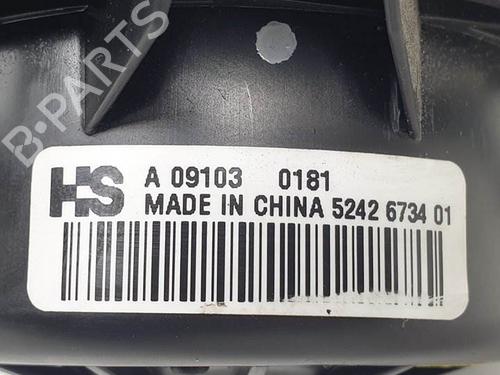 B-PARTS
HS A 09103 0181
MADE IN CHINA 5242 6734 01